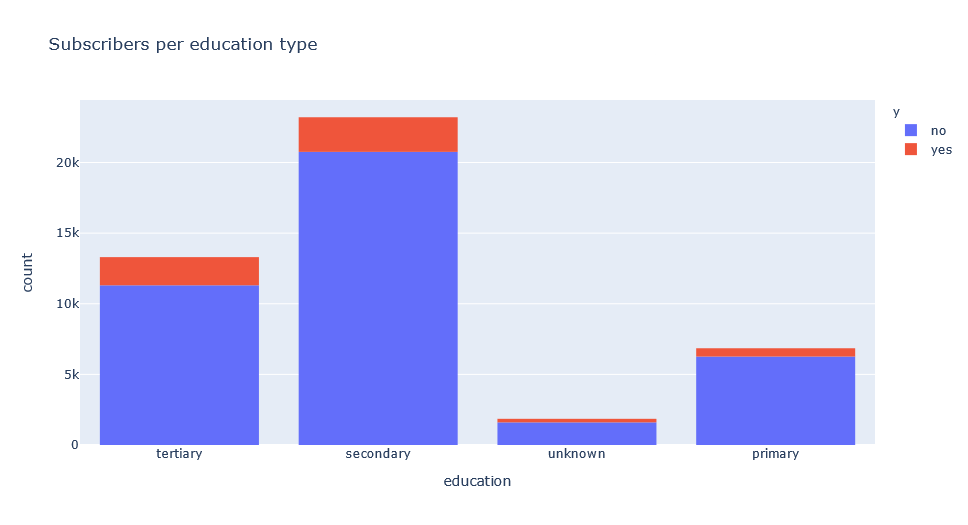 Subscribers per education type
y
no
yes
20k
15k
10k
5k
0
count
tertiary
secondary
unknown
primary
education